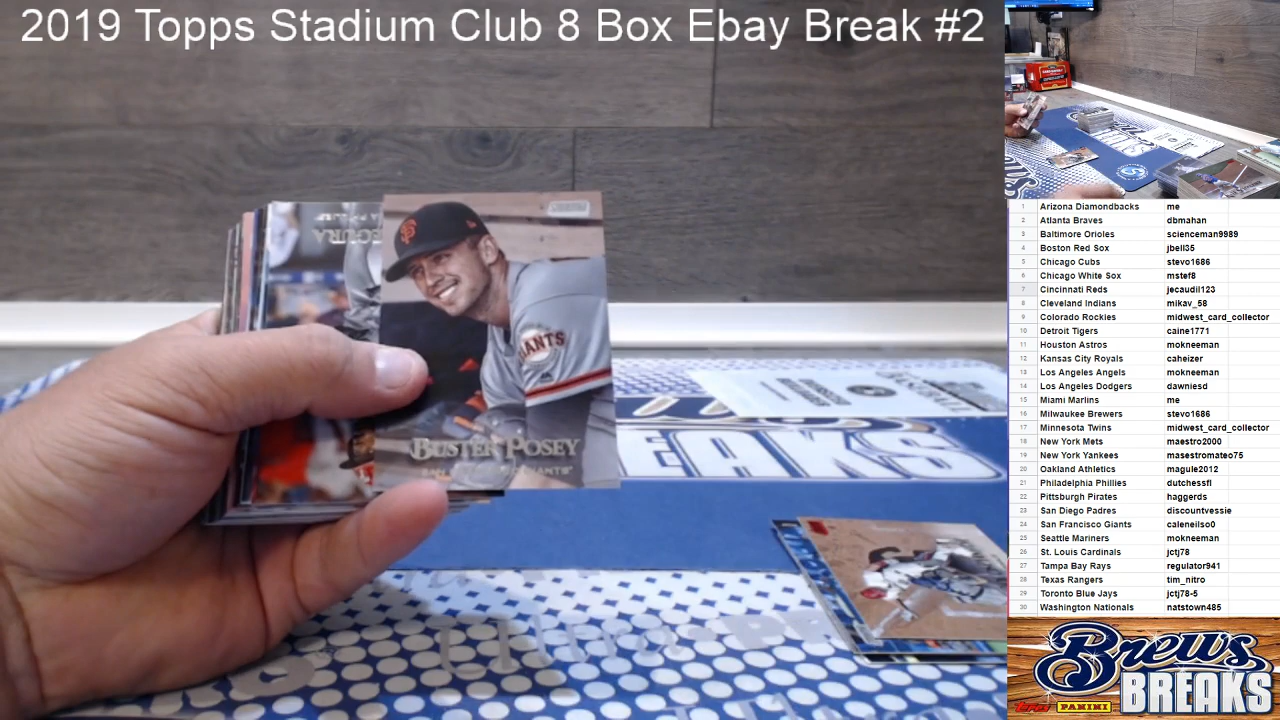 2019 Topps Stadium Club 8 Box Ebay Break #2
GIANTS
BUSTER POSEY
EAKS
1 Arizona Diamondbacks me
2 Atlanta Braves dbmahan
3 Baltimore Orioles scienceman9989
4 Boston Red Sox jbell35
5 Chicago Cubs stevo1686
6 Chicago White Sox mstef8
7 Cincinnati Reds jecaudil123
8 Cleveland Indians mikav_58
9 Colorado Rockies midwest_card_collector
10 Detroit Tigers caine1771
11 Houston Astros mokneeman
12 Kansas City Royals caheizer
13 Los Angeles Angels mokneeman
14 Los Angeles Dodgers dawniesd
15 Miami Marlins me
16 Milwaukee Brewers stevo1686
17 Minnesota Twins midwest_card_collector
18 New York Mets maestro2000
19 New York Yankees masestromateo75
20 Oakland Athletics magule2012
21 Philadelphia Phillies dutchessfl
22 Pittsburgh Pirates haggerds
23 San Diego Padres discountvessie
24 San Francisco Giants caleneilso0
25 Seattle Mariners mokneeman
26 St. Louis Cardinals jctj78
27 Tampa Bay Rays regulator941
28 Texas Rangers tim_nitro
29 Toronto Blue Jays jctj78-5
30 Washington Nationals natstown485
Brews
BREAKS
Topps PANINI